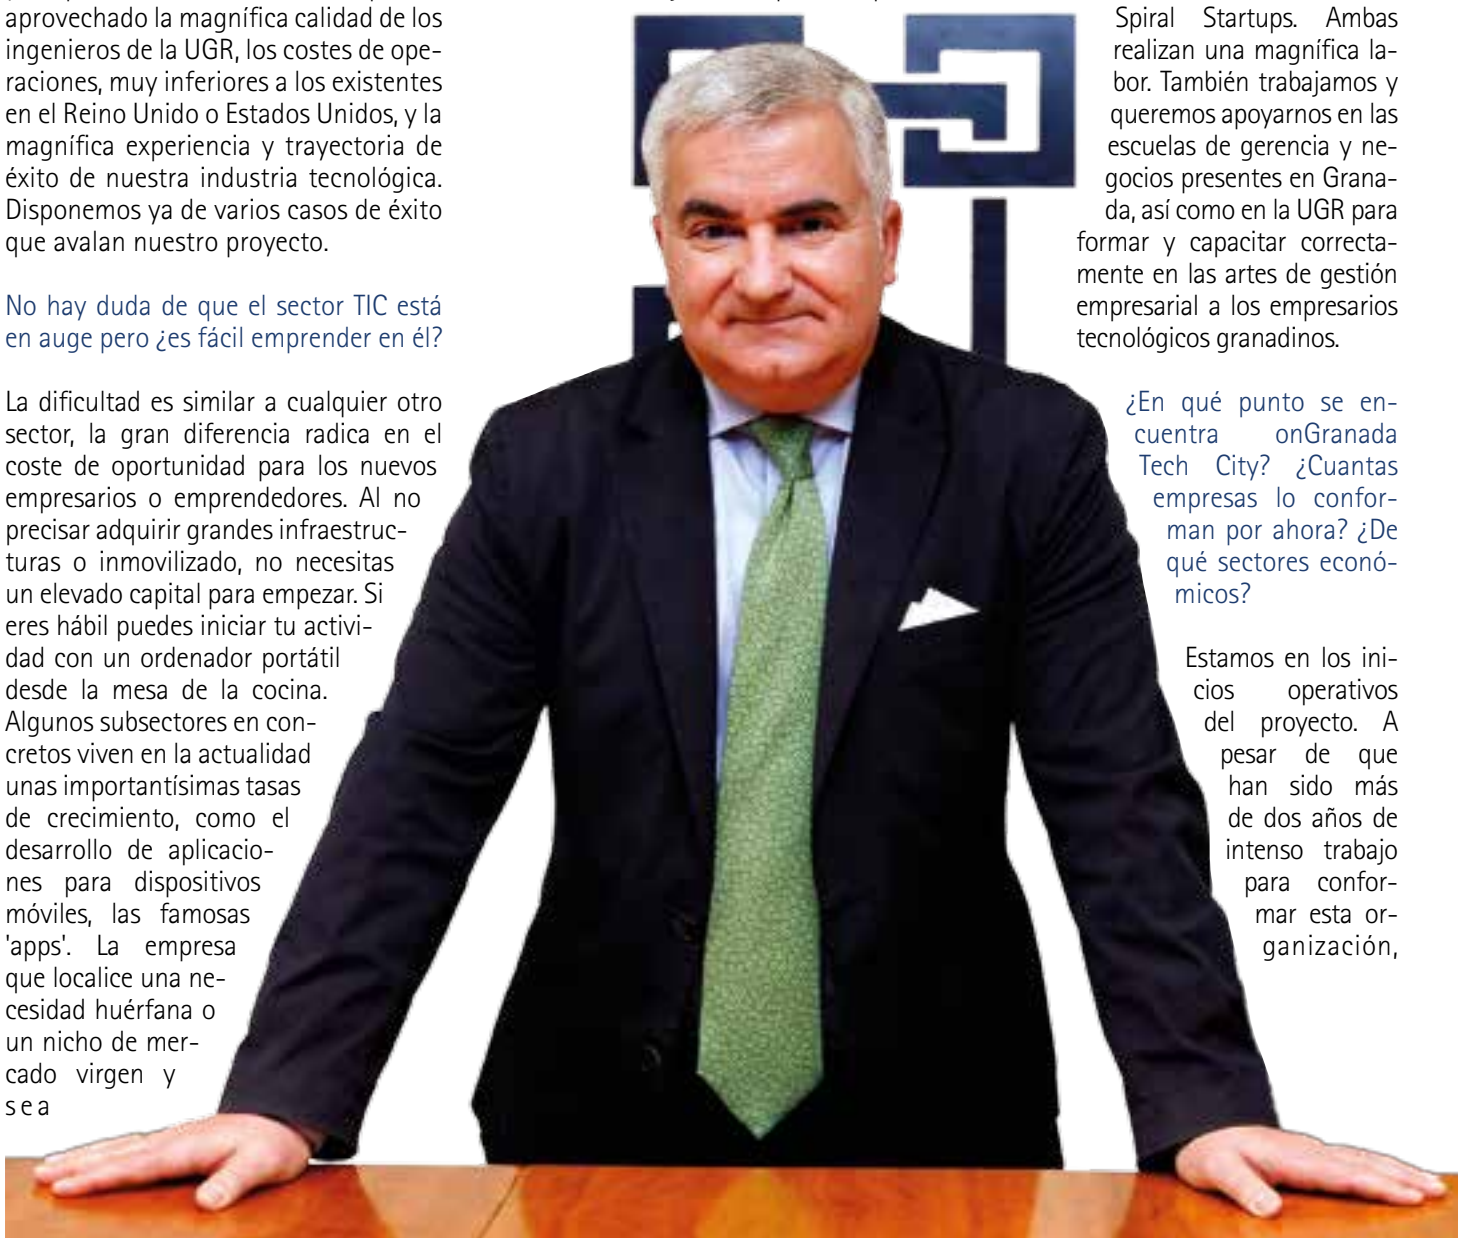 aprovechado la magnífica calidad de los
ingenieros de la UGR, los costes de ope-
raciones, muy inferiores a los existentes
en el Reino Unido o Estados Unidos, y la
magnífica experiencia y trayectoria de
éxito de nuestra industria tecnológica.
Disponemos ya de varios casos de éxito
que avalan nuestro proyecto.
No hay duda de que el sector TIC está
en auge pero ¿es fácil emprender en él?
La dificultad es similar a cualquier otro
sector, la gran diferencia radica en el
coste de oportunidad para los nuevos
empresarios o emprendedores. Al no
precisar adquirir grandes infraestruc-
turas o inmovilizado, no necesitas
un elevado capital para empezar. Si
eres hábil puedes iniciar tu activi-
dad con un ordenador portátil
desde la mesa de la cocina.
Algunos subsectores en con-
cretos viven en la actualidad
unas importantísimas tasas
de crecimiento, como el
desarrollo de aplicacio-
nes para dispositivos
móviles, las famosas
'apps'. La empresa
que localice una ne-
cesidad huérfana o
un nicho de mer-
cado virgen y
sea
Spiral Startups. Ambas
realizan una magnífica la-
bor. También trabajamos y
queremos apoyarnos en las
escuelas de gerencia y ne-
gocios presentes en Grana-
da, así como en la UGR para
formar y capacitar correcta-
mente en las artes de gestión
empresarial a los empresarios
tecnológicos granadinos.
¿En qué punto se en-
cuentra onGranada
Tech City? ¿Cuantas
empresas lo confor-
man por ahora? ¿De
qué sectores econó-
micos?
Estamos en los ini-
cios operativos
del proyecto. A
pesar de que
han sido más
de dos años de
intenso trabajo
para confor-
mar esta or-
ganización,